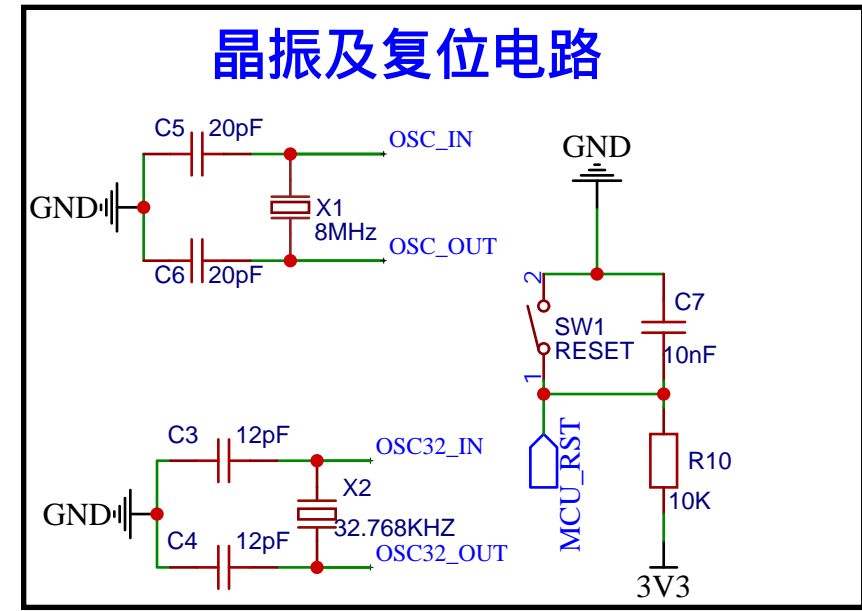 晶振及复位电路
C5 20pF
OSC_IN
GND
X1
8MHz
OSC_OUT
C6 20pF
C3 12pF
OSC32_IN
GND
X2
32.768KHZ
OSC32_OUT
C4 12pF
GND
2
SW1
RESET
1
C7
10nF
MCU_RST
R10
10K
3V3